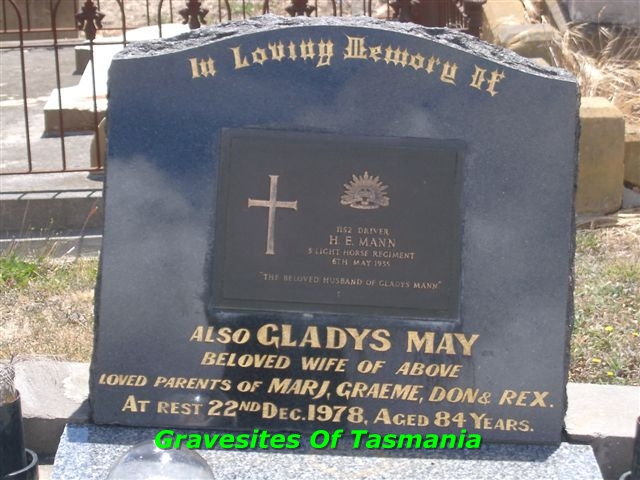 In Loving Memory Of
1152 DRIVER
H. E. MANN
5 LIGHT HORSE REGIMENT
6TH MAY 1955
"THE BELOVED HUSBAND OF GLADYS MANN"
ALSO GLADYS MAY
BELOVED WIFE OF ABOVE
LOVED PARENTS OF MARJ, GRAEME, DON & REX.
AT REST 22ND DEC. 1978, AGED 84 YEARS.
Gravesites Of Tasmania